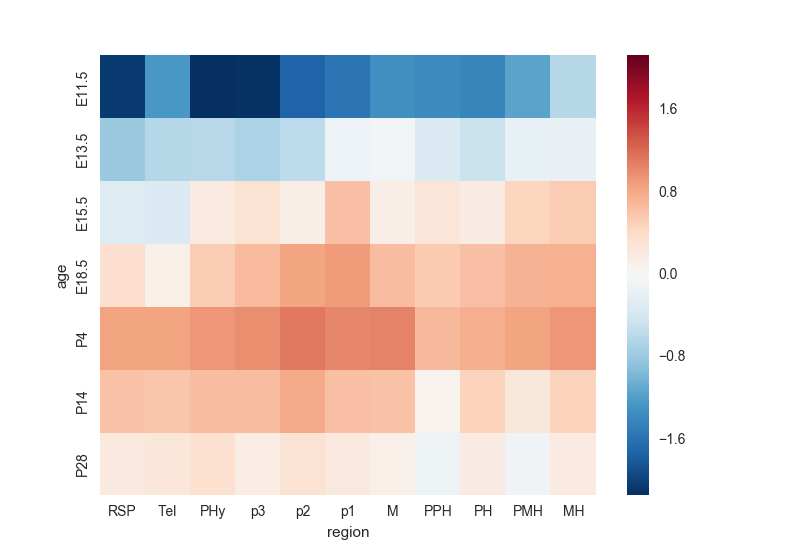 E11.5
E13.5
E15.5
E18.5
P4
P14
P28
age
RSP Tel PHy p3 p2 p1 M PPH PH PMH MH
region
1.6
0.8
0.0
−0.8
−1.6